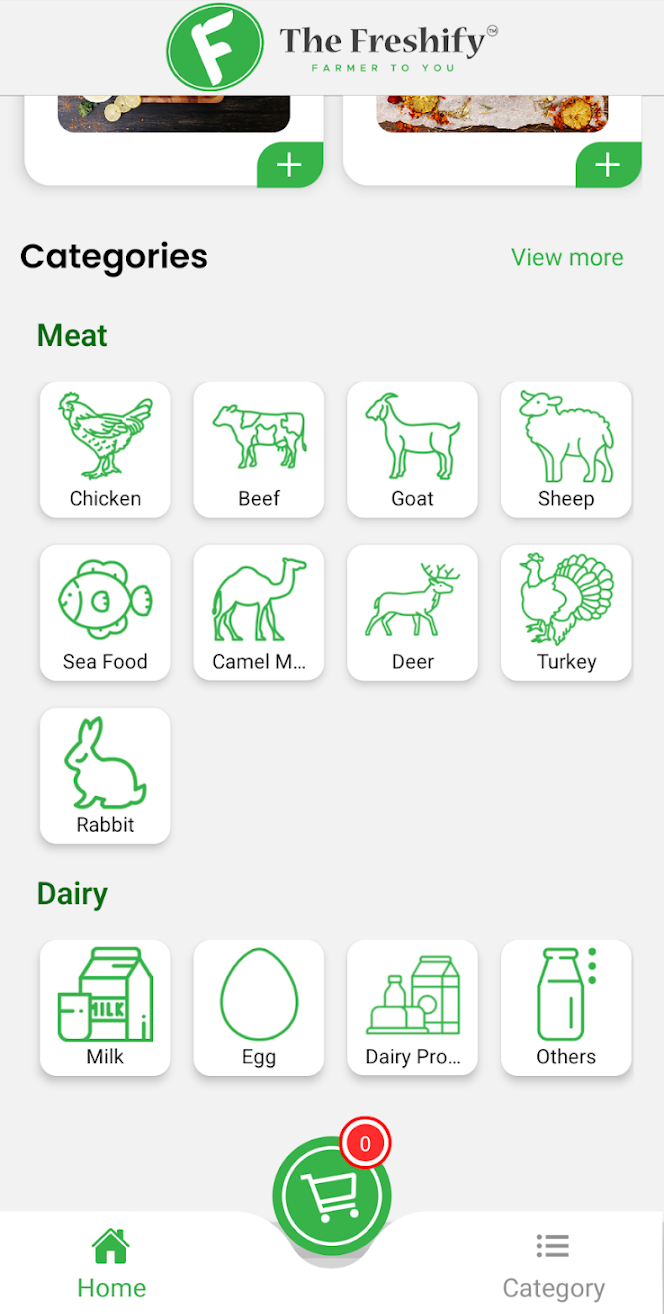 F The Freshify™
FARMER TO YOU
Categories View more
Meat
Chicken Beef Goat Sheep
Sea Food Camel M... Deer Turkey
Rabbit
Dairy
MILK
Milk Egg Dairy Pro... Others
0
Home Category